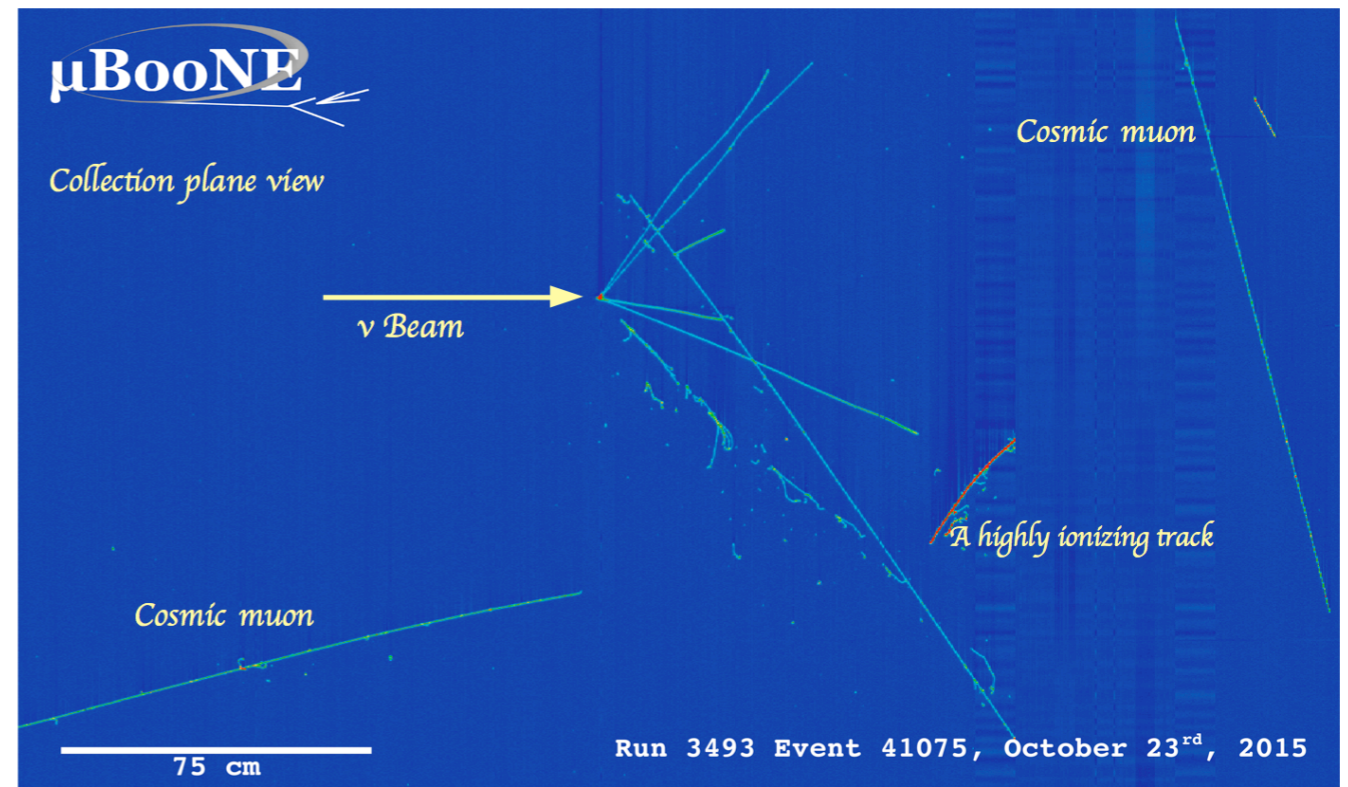 µBooNE
Collection plane view
Cosmic muon
ν Beam
A highly ionizing track
Cosmic muon
75 cm
Run 3493 Event 41075, October 23rd, 2015